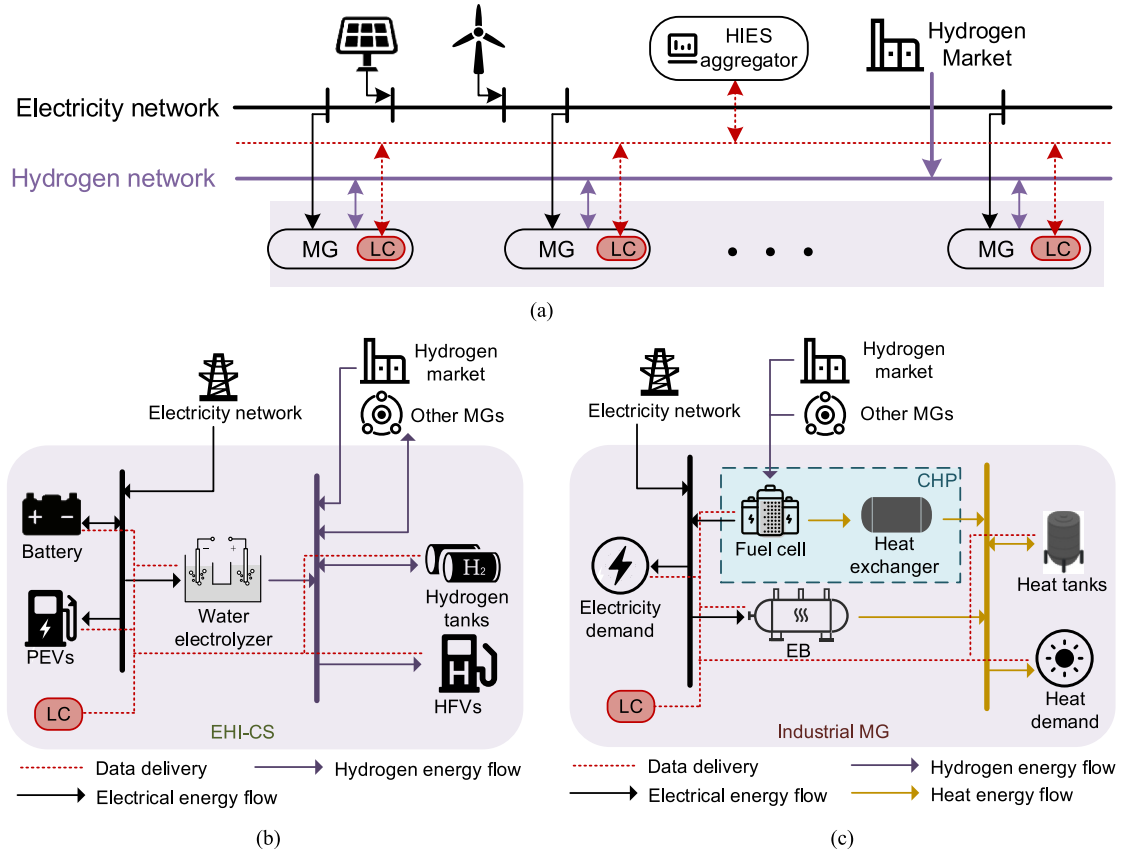 HIES
aggregator
Hydrogen
Market
Electricity network
Hydrogen network
MG
LC
MG
LC
MG
LC
(a)
Electricity network
Hydrogen
market
Other MGs
Battery
PEVs
Water
electrolyzer
H2
Hydrogen
tanks
H
HFVs
LC
EHI-CS
Data delivery
Hydrogen energy flow
Electrical energy flow
(b)
Electricity network
Hydrogen
market
Other MGs
CHP
Fuel cell
Heat
exchanger
Heat tanks
Electricity
demand
EB
Heat
demand
LC
Industrial MG
Data delivery
Hydrogen energy flow
Electrical energy flow
Heat energy flow
(c)